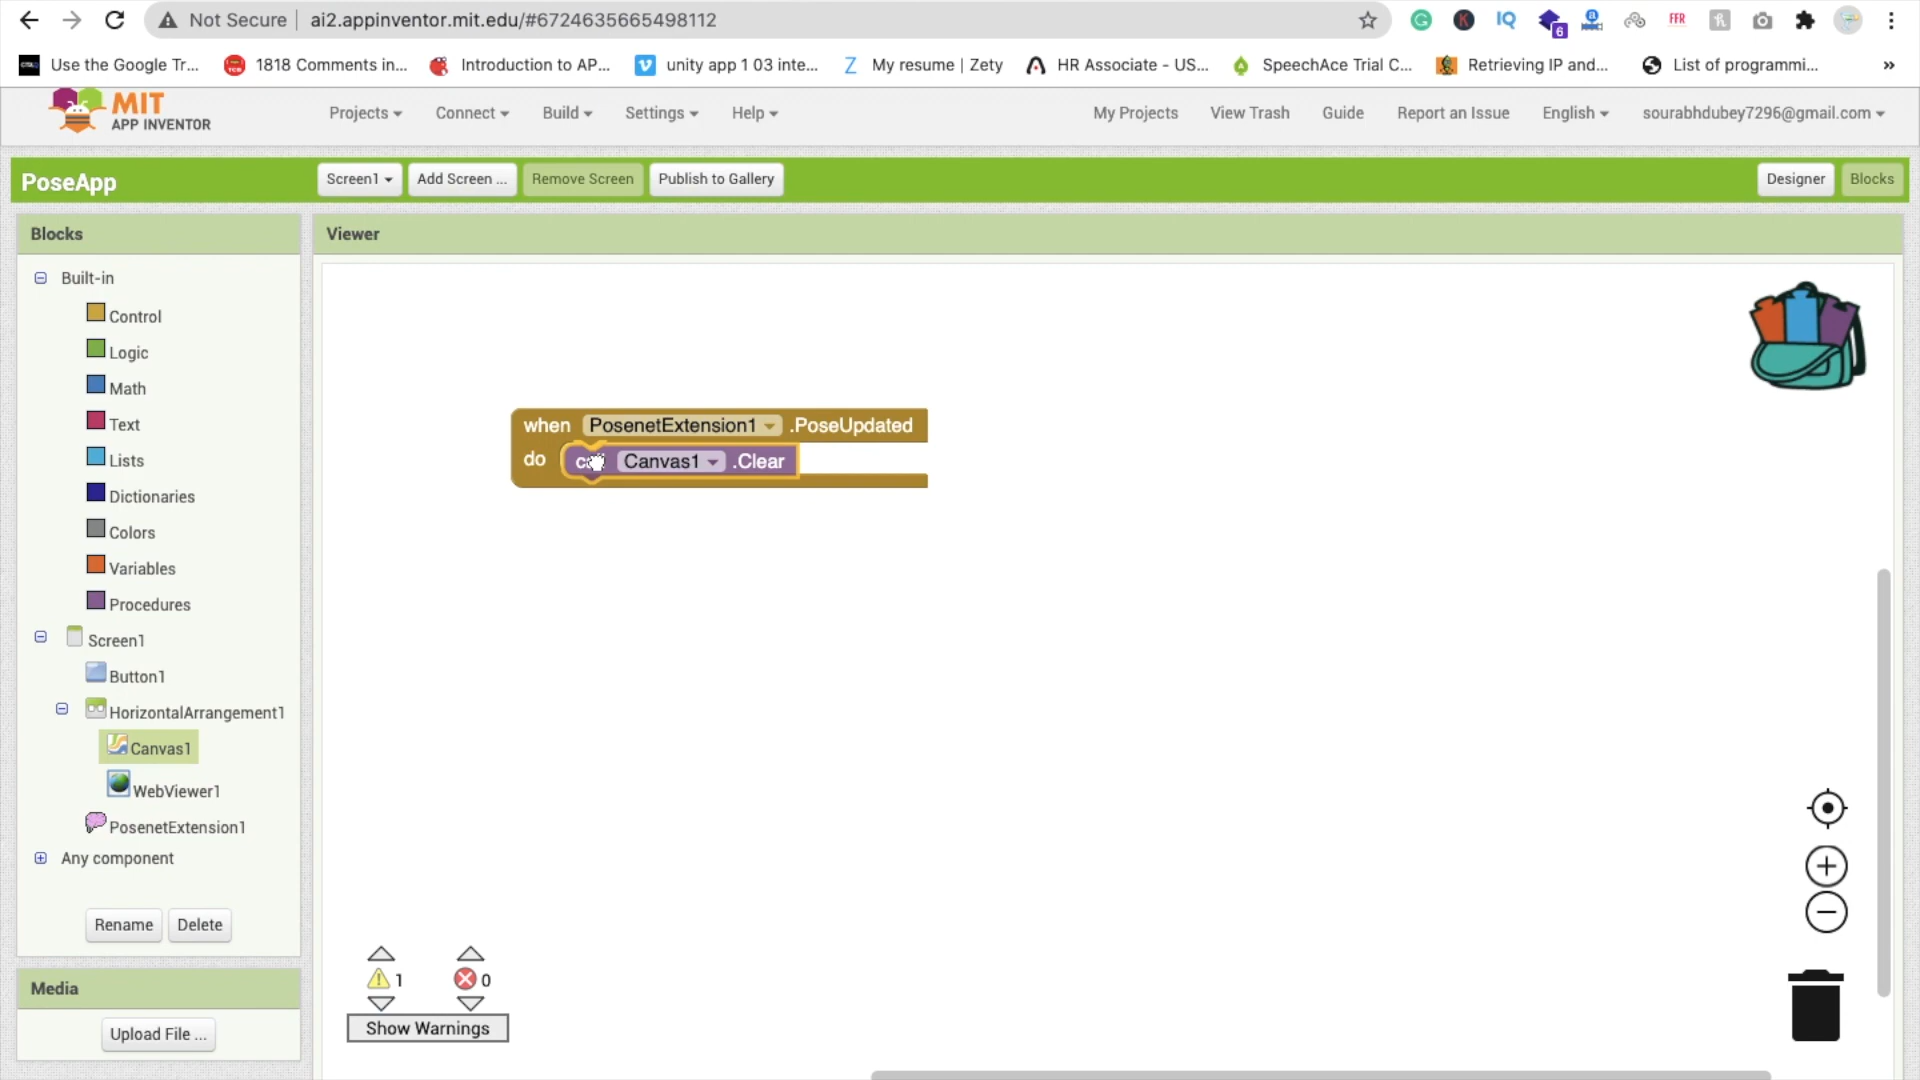 Not Secure
ai2.appinventor.mit.edu/#6724635665498112
K
IQ
6
a
FFR
Use the Google Tr...
1818 Comments in...
Introduction to AP...
unity app 1 03 inte...
My resume | Zety
HR Associate - US...
SpeechAce Trial C...
Retrieving IP and...
List of programmi...
»
MIT
APP INVENTOR
Projects
Connect
Build
Settings
Help
My Projects
View Trash
Guide
Report an Issue
English
sourabhdubey7296@gmail.com
PoseApp
Screen1
Add Screen ...
Remove Screen
Publish to Gallery
Designer
Blocks
Blocks
Viewer
Built-in
Control
Logic
Math
Text
Lists
Dictionaries
Colors
Variables
Procedures
Screen1
Button1
HorizontalArrangement1
Canvas1
WebViewer1
PosenetExtension1
Any component
Rename
Delete
Media
Upload File ...
when PosenetExtension1 .PoseUpdated
do
Canvas1 .Clear
1
0
Show Warnings